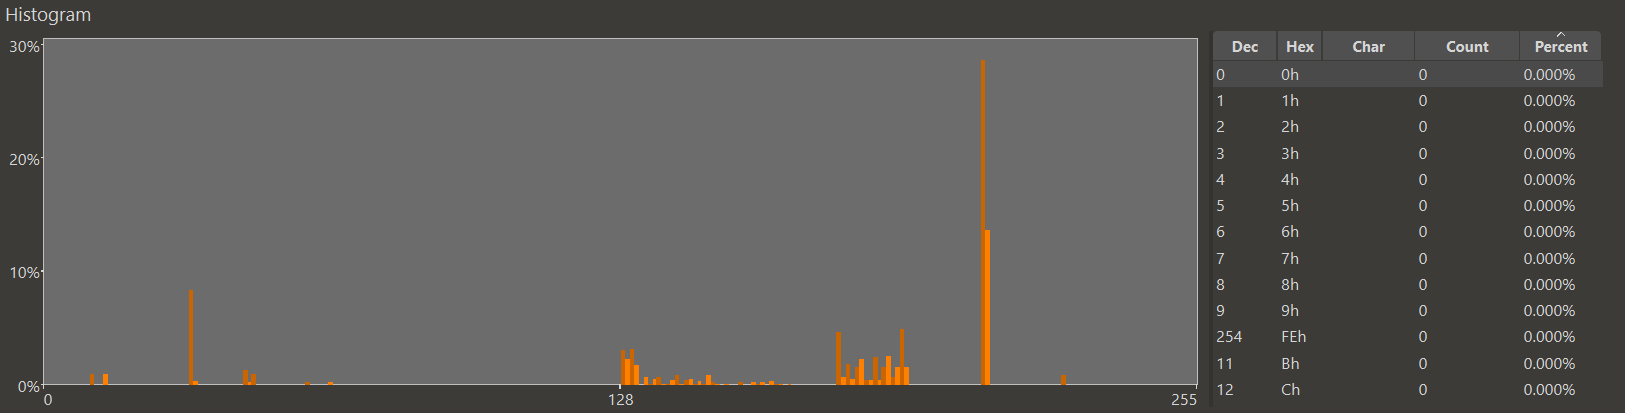 Histogram
30%
20%
10%
0%
0 128 255
Dec Hex Char Count Percent
0 0h 0 0.000%
1 1h 0 0.000%
2 2h 0 0.000%
3 3h 0 0.000%
4 4h 0 0.000%
5 5h 0 0.000%
6 6h 0 0.000%
7 7h 0 0.000%
8 8h 0 0.000%
9 9h 0 0.000%
254 FEh 0 0.000%
11 Bh 0 0.000%
12 Ch 0 0.000%